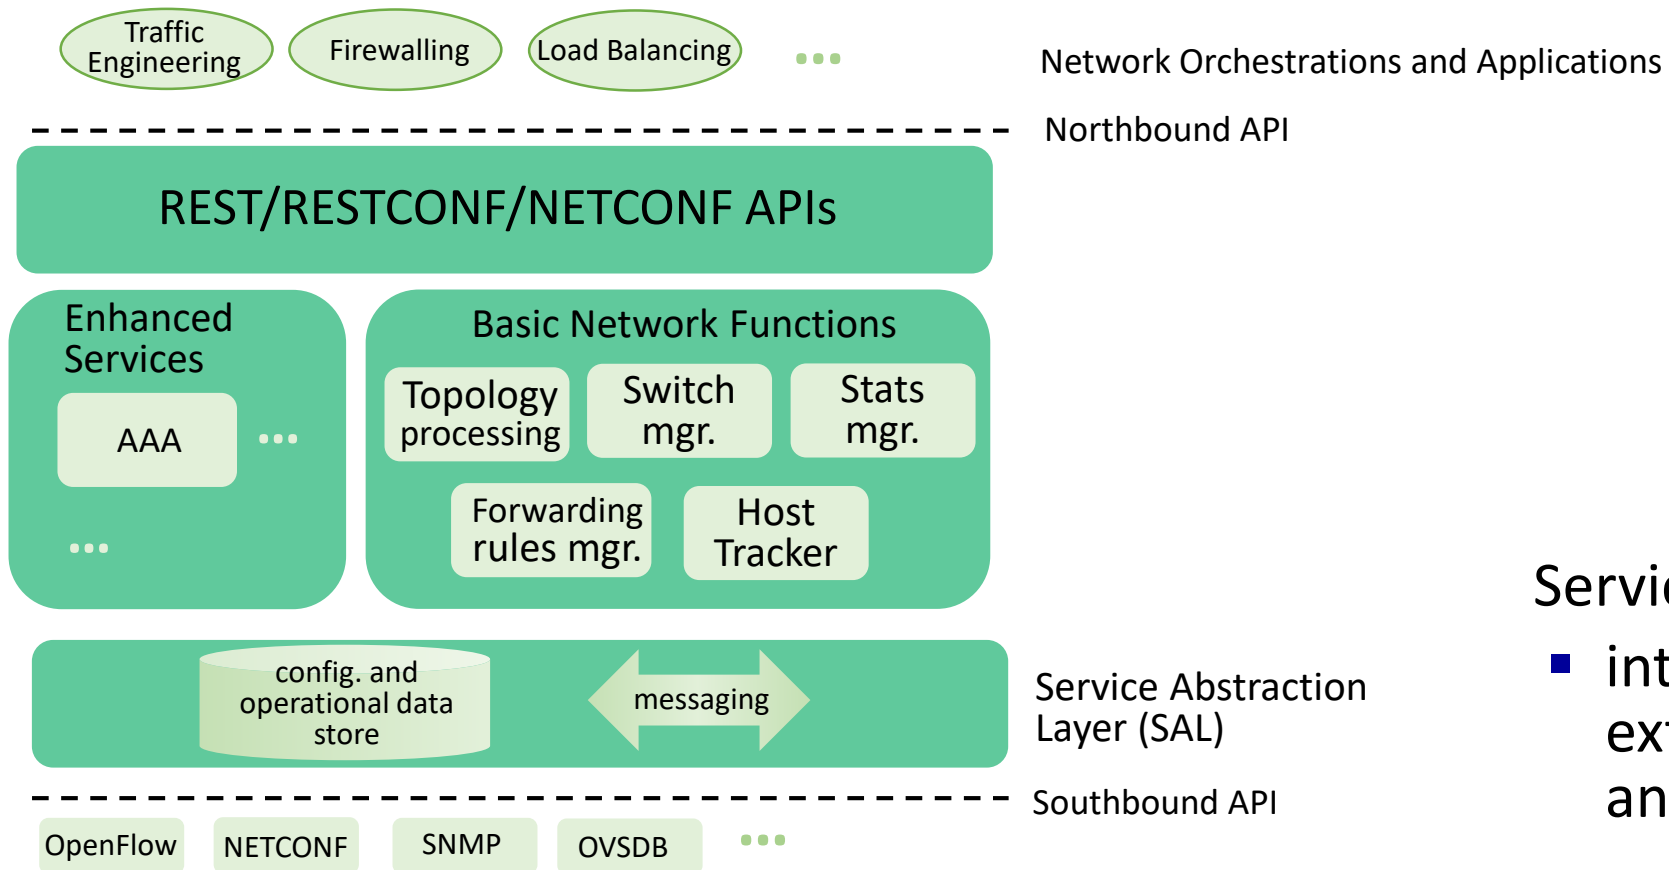 Traffic
Engineering
Firewalling
Load Balancing
...
Network Orchestrations and Applications
Northbound API
REST/RESTCONF/NETCONF APIs
Enhanced
Services
AAA
...
...
Basic Network Functions
Topology
processing
Switch
mgr.
Stats
mgr.
Forwarding
rules mgr.
Host
Tracker
config. and
operational data
store
messaging
Service Abstraction
Layer (SAL)
Southbound API
OpenFlow
NETCONF
SNMP
OVSDB
...